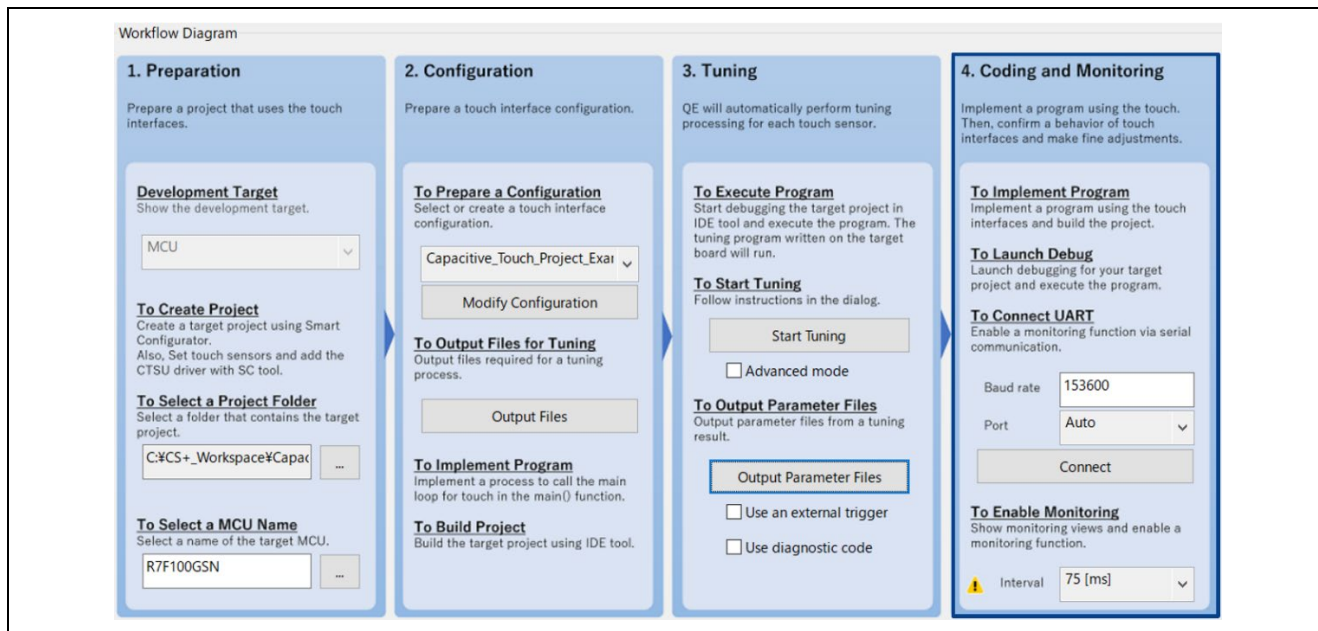 Workflow Diagram
1. Preparation
Prepare a project that uses the touch
interfaces.
Development Target
Show the development target.
MCU
To Create Project
Create a target project using Smart
Configurator.
Also, Set touch sensors and add the
CTSU driver with SC tool.
To Select a Project Folder
Select a folder that contains the target
project.
C:¥CS+_Workspace¥Capac
...
To Select a MCU Name
Select a name of the target MCU.
R7F100GSN
...
2. Configuration
Prepare a touch interface configuration.
To Prepare a Configuration
Select or create a touch interface
configuration.
Capacitive_Touch_Project_Exar
Modify Configuration
To Output Files for Tuning
Output files required for a tuning
process.
Output Files
To Implement Program
Implement a process to call the main
loop for touch in the main() function.
To Build Project
Build the target project using IDE tool.
3. Tuning
QE will automatically perform tuning
processing for each touch sensor.
To Execute Program
Start debugging the target project in
IDE tool and execute the program. The
tuning program written on the target
board will run.
To Start Tuning
Follow instructions in the dialog.
Start Tuning
Advanced mode
To Output Parameter Files
Output parameter files from a tuning
result.
Output Parameter Files
Use an external trigger
Use diagnostic code
4. Coding and Monitoring
Implement a program using the touch.
Then, confirm a behavior of touch
interfaces and make fine adjustments.
To Implement Program
Implement a program using the touch
interfaces and build the project.
To Launch Debug
Launch debugging for your target
project and execute the program.
To Connect UART
Enable a monitoring function via serial
communication.
Baud rate 153600
Port Auto
Connect
To Enable Monitoring
Show monitoring views and enable a
monitoring function.
Interval 75 [ms]